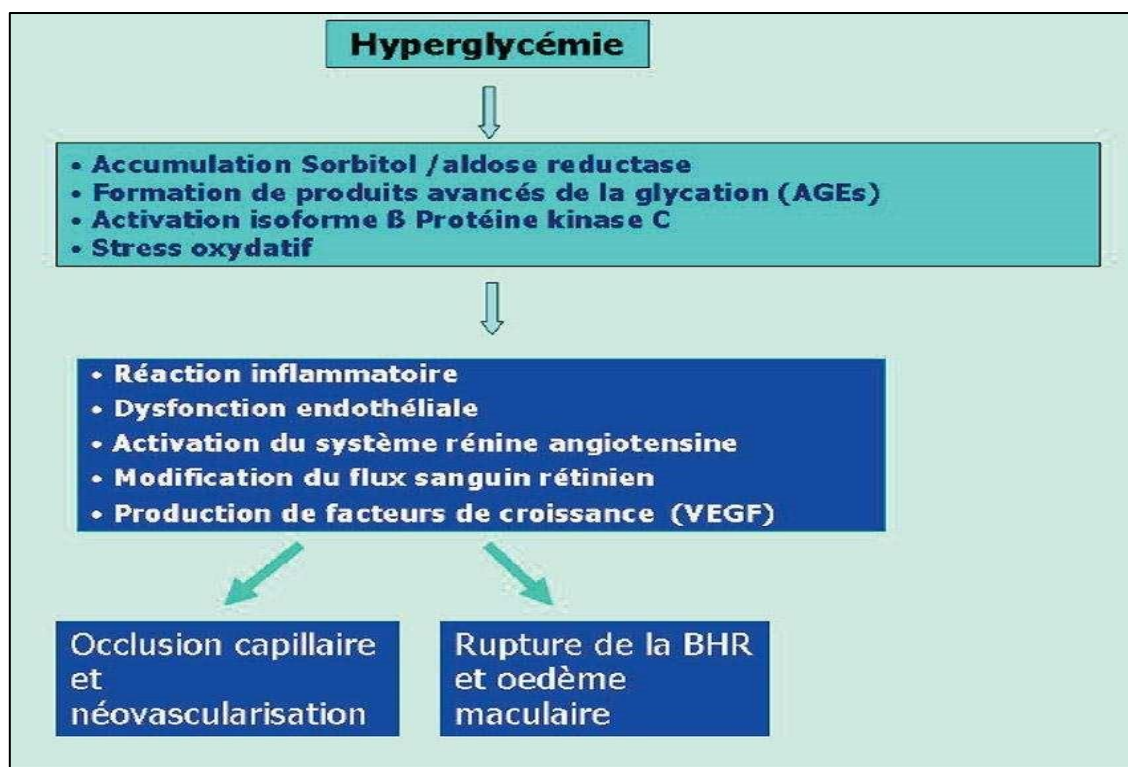 Hyperglycémie
• Accumulation Sorbitol /aldose reductase
• Formation de produits avancés de la glycation (AGEs)
• Activation isoforme ß Protéine kinase C
• Stress oxydatif
• Réaction inflammatoire
• Dysfonction endothéliale
• Activation du système rénine angiotensine
• Modification du flux sanguin rétinien
• Production de facteurs de croissance (VEGF)
Occlusion capillaire
et
néovascularisation
Rupture de la BHR
et oedème
maculaire